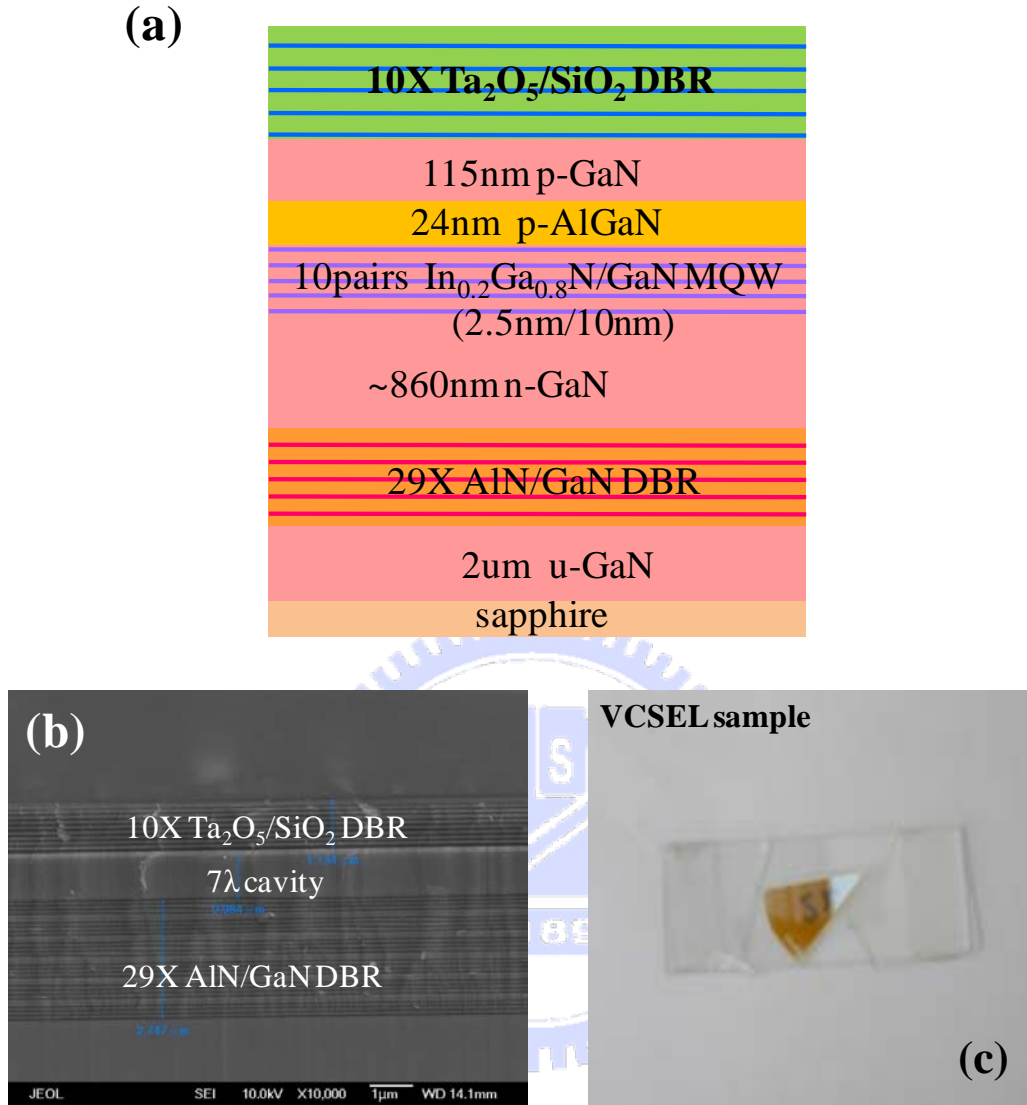 (a)
10X Ta₂O₅/SiO₂ DBR
115nm p-GaN
24nm p-AlGaN
10pairs In₀.₂Ga₀.₈N/GaN MQW
(2.5nm/10nm)
~860nm n-GaN
29X AlN/GaN DBR
2um u-GaN
sapphire
(b)
10X Ta₂O₅/SiO₂ DBR
7λ cavity
29X AlN/GaN DBR
JEOL SEI 10.0kV X10,000 1μm WD 14.1mm
VCSEL sample
(c)